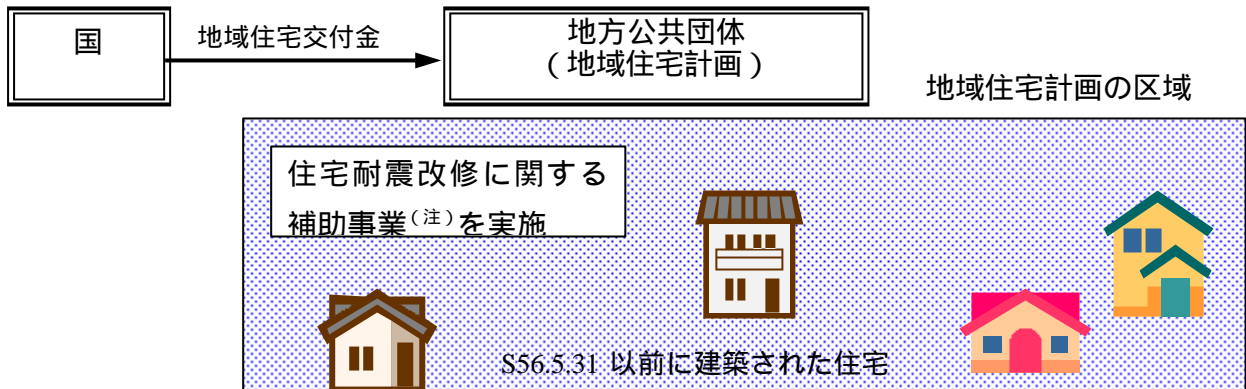 国
地域住宅交付金
地方公共団体
(地域住宅計画)
地域住宅計画の区域
住宅耐震改修に関する
補助事業(注)を実施
S56.5.31 以前に建築された住宅